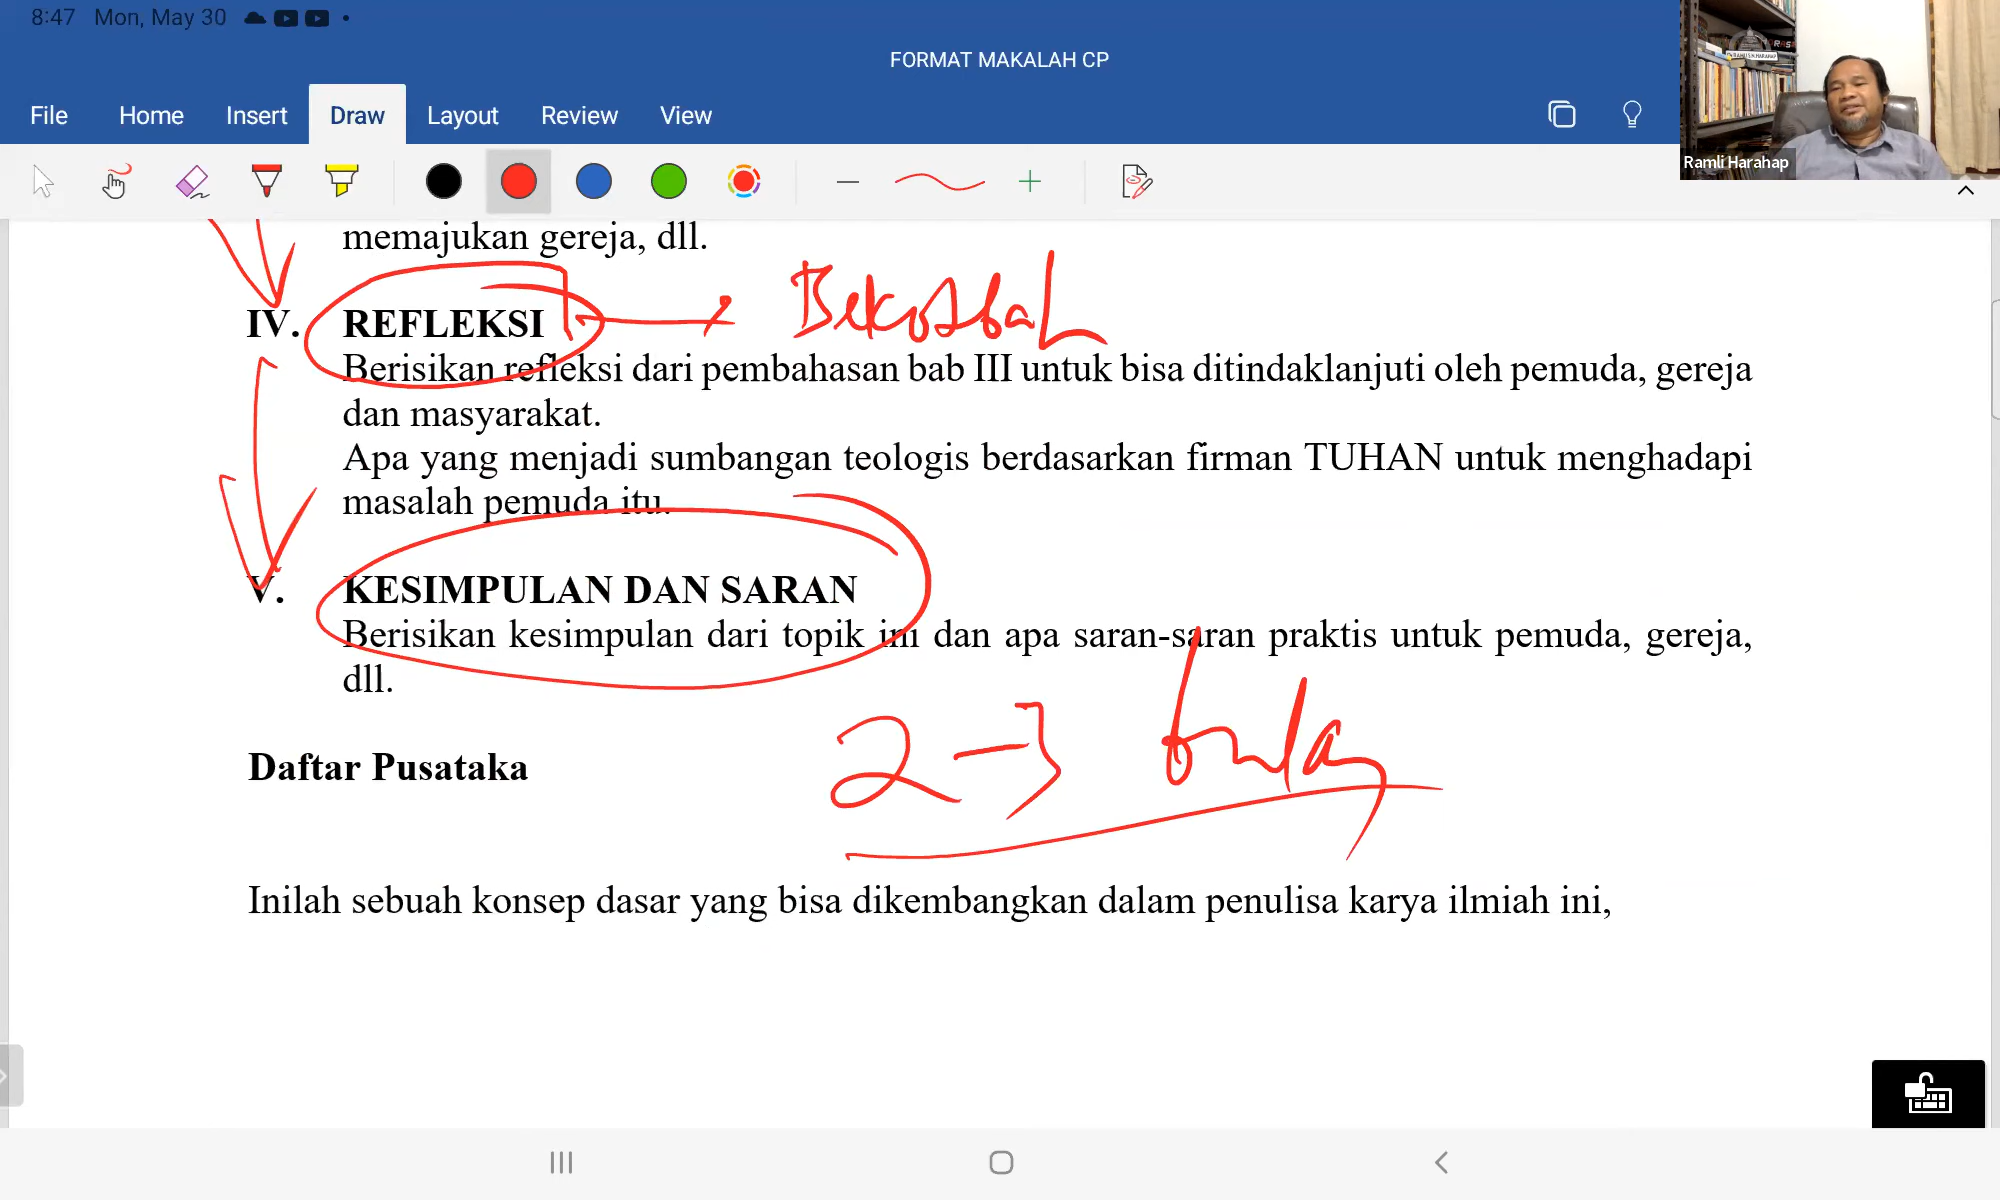 8:47 Mon, May 30
FORMAT MAKALAH CP
File Home Insert Draw Layout Review View
Ramli Harahap
memajukan gereja, dll.
IV. REFLEKSI
Berisikan refleksi dari pembahasan bab III untuk bisa ditindaklanjuti oleh pemuda, gereja
dan masyarakat.
Apa yang menjadi sumbangan teologis berdasarkan firman TUHAN untuk menghadapi
masalah pemuda itu.
V. KESIMPULAN DAN SARAN
Berisikan kesimpulan dari topik ini dan apa saran-saran praktis untuk pemuda, gereja,
dll.
2-3 bulan
Daftar Pusataka
Inilah sebuah konsep dasar yang bisa dikembangkan dalam penulisa karya ilmiah ini,